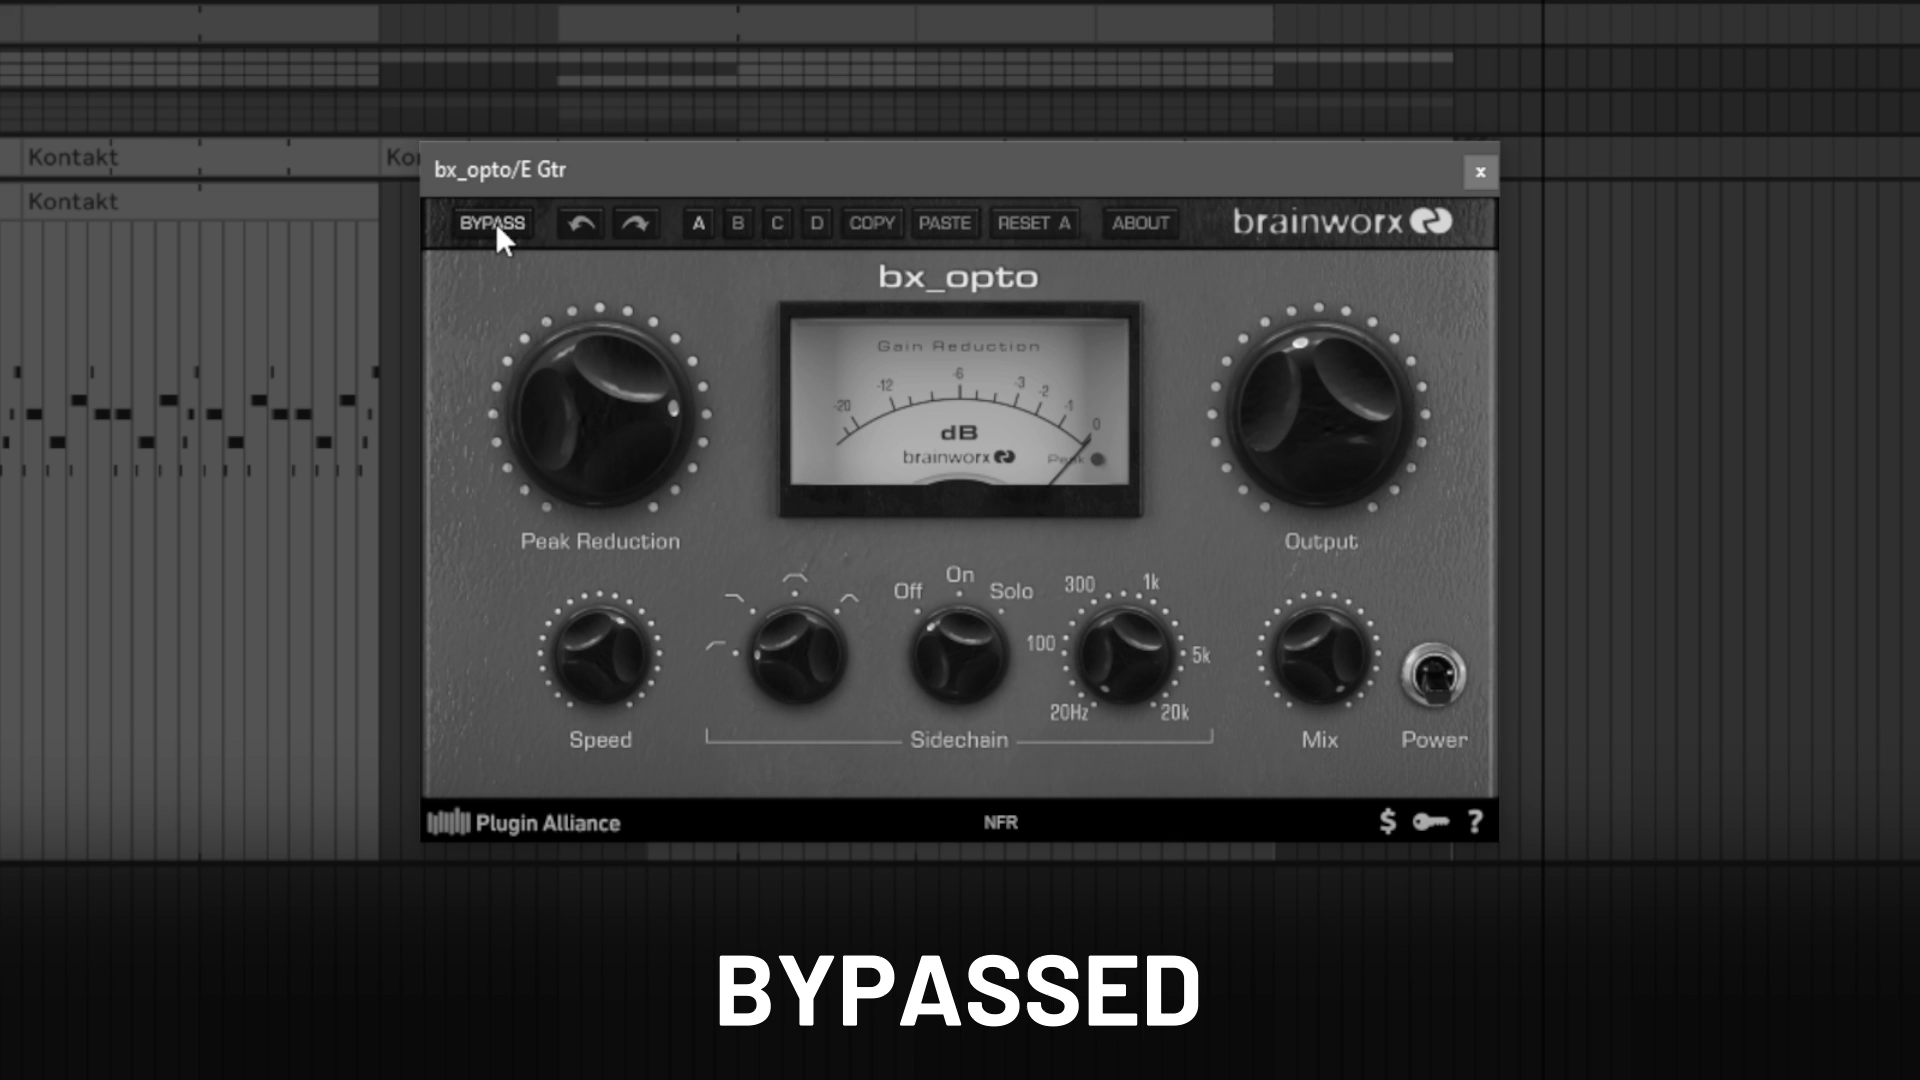 Kontakt
Kon
Kontakt
bx_opto/E Gtr
x
BYPASS
A B C D COPY PASTE RESET A ABOUT
brainworx
bx_opto
Gain Reduction
-20 -12 -6 -3 -2 -1 0
dB
brainworx
Peak
Peak Reduction
Output
Off On Solo
300 1k
100 5k
20Hz 20k
Speed
Sidechain
Mix
Power
Plugin Alliance
NFR
$ ?
BYPASSED